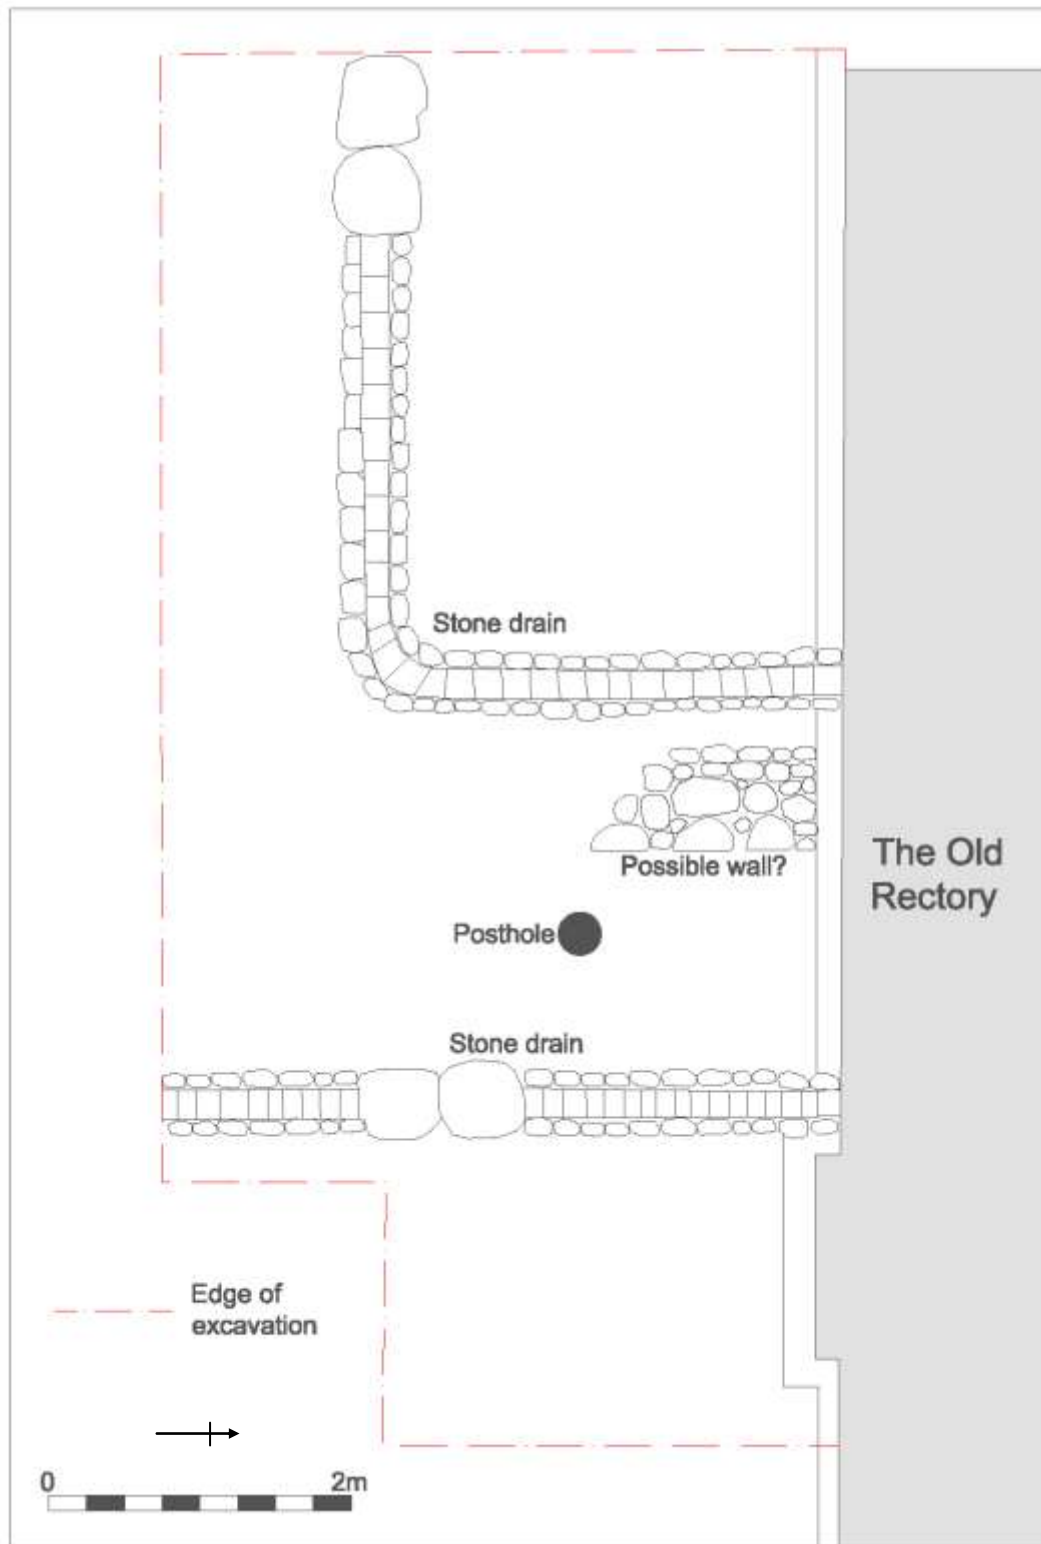 Stone drain
Possible wall?
The Old
Rectory
Posthole
Stone drain
Edge of
excavation
0 2m